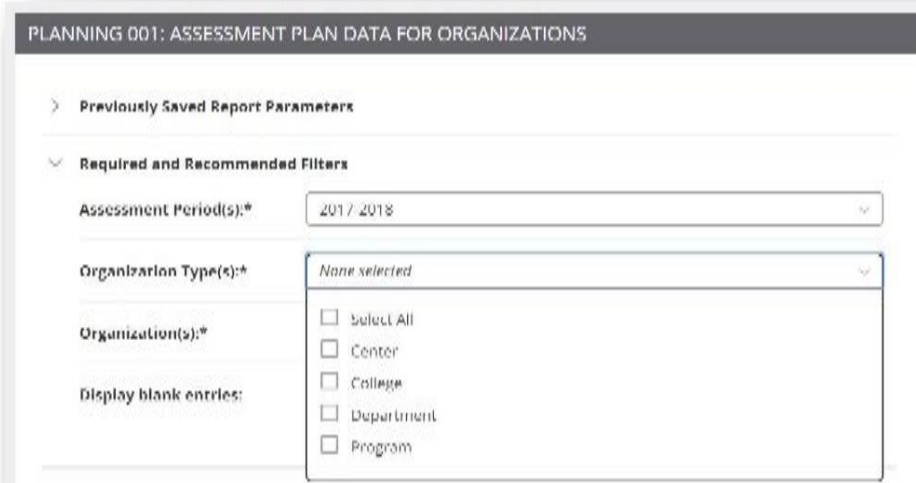 PLANNING 001: ASSESSMENT PLAN DATA FOR ORGANIZATIONS
Previously Saved Report Parameters
Required and Recommended Filters
Assessment Period(s):* 2017-2018
Organization Type(s):* None selected
Select All
Organization(s):*
Center
College
Display blank entries:
Department
Program